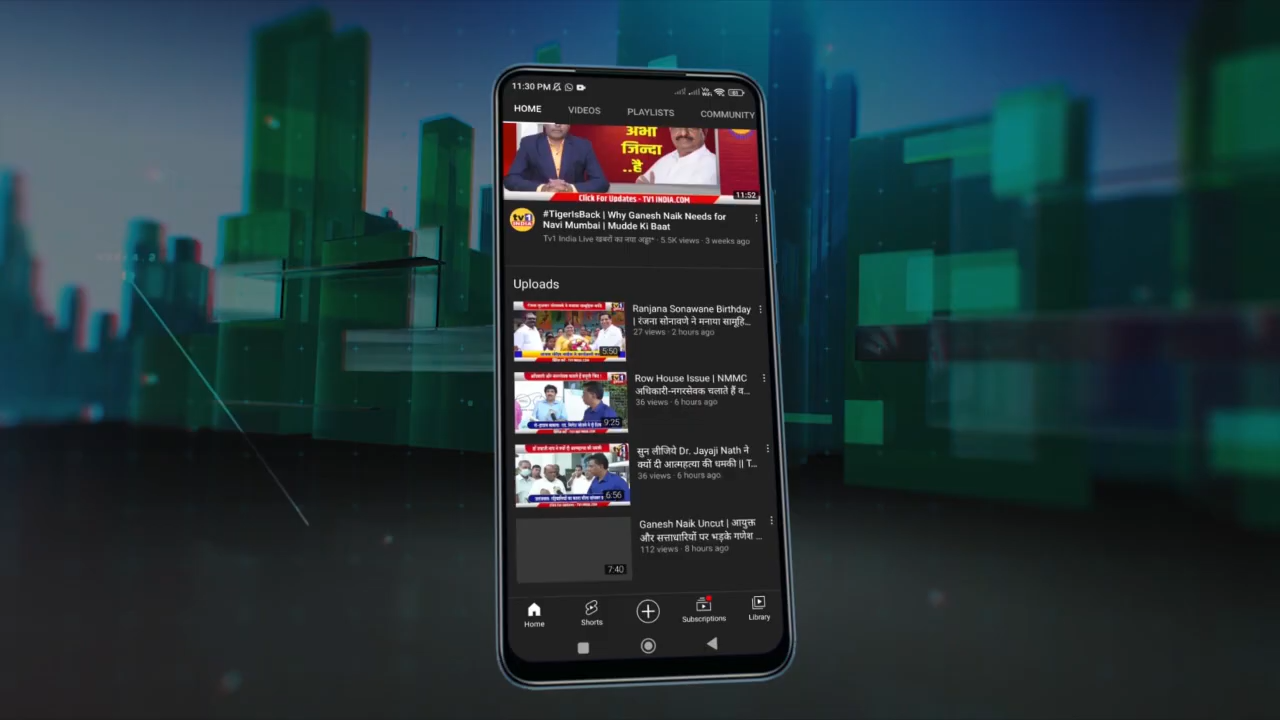 11:30 PM
HOME VIDEOS PLAYLISTS COMMUNITY
अभी
जिन्दा
..है
Click For Updates - TV1 INDIA.COM
11:52
tv1
INDIA
#TigerIsBack | Why Ganesh Naik Needs for
Navi Mumbai | Mudde Ki Baat
Tv1 India Live खबरों का नया अड्डा" · 5.5K views · 3 weeks ago
Uploads
5:50
Ranjana Sonawane Birthday
| रंजना सोनावणे ने मनाया सामूहि...
27 views · 2 hours ago
9:25
Row House Issue | NMMC
अधिकारी-नगरसेवक चलाते हैं व...
36 views · 6 hours ago
6:56
सुन लीजिये Dr. Jayaji Nath ने
क्यों दी आत्महत्या की धमकी || T...
36 views · 6 hours ago
7:40
Ganesh Naik Uncut | आयुक्त
और सत्ताधारियों पर भड़के गणेश ...
112 views · 8 hours ago
Home Shorts Subscriptions Library